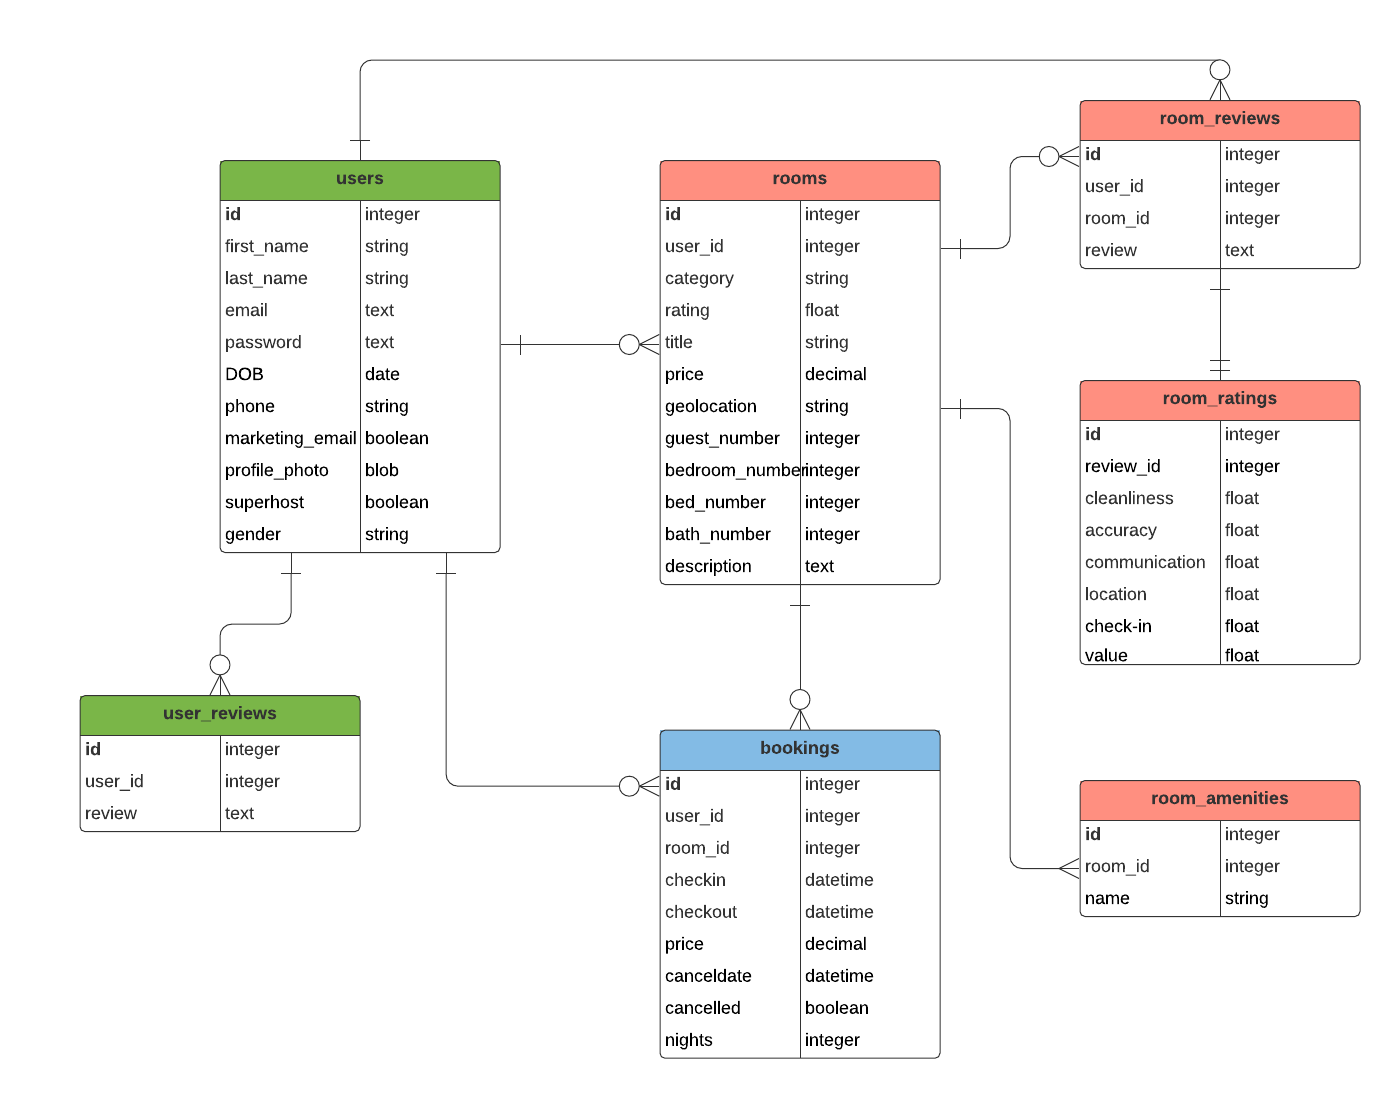 users
id integer
first_name string
last_name string
email text
password text
DOB date
phone string
marketing_email boolean
profile_photo blob
superhost boolean
gender string
rooms
id integer
user_id integer
category string
rating float
title string
price decimal
geolocation string
guest_number integer
bedroom_number integer
bed_number integer
bath_number integer
description text
room_reviews
id integer
user_id integer
room_id integer
review text
room_ratings
id integer
review_id integer
cleanliness float
accuracy float
communication float
location float
check-in float
value float
user_reviews
id integer
user_id integer
review text
bookings
id integer
user_id integer
room_id integer
checkin datetime
checkout datetime
price decimal
canceldate datetime
cancelled boolean
nights integer
room_amenities
id integer
room_id integer
name string